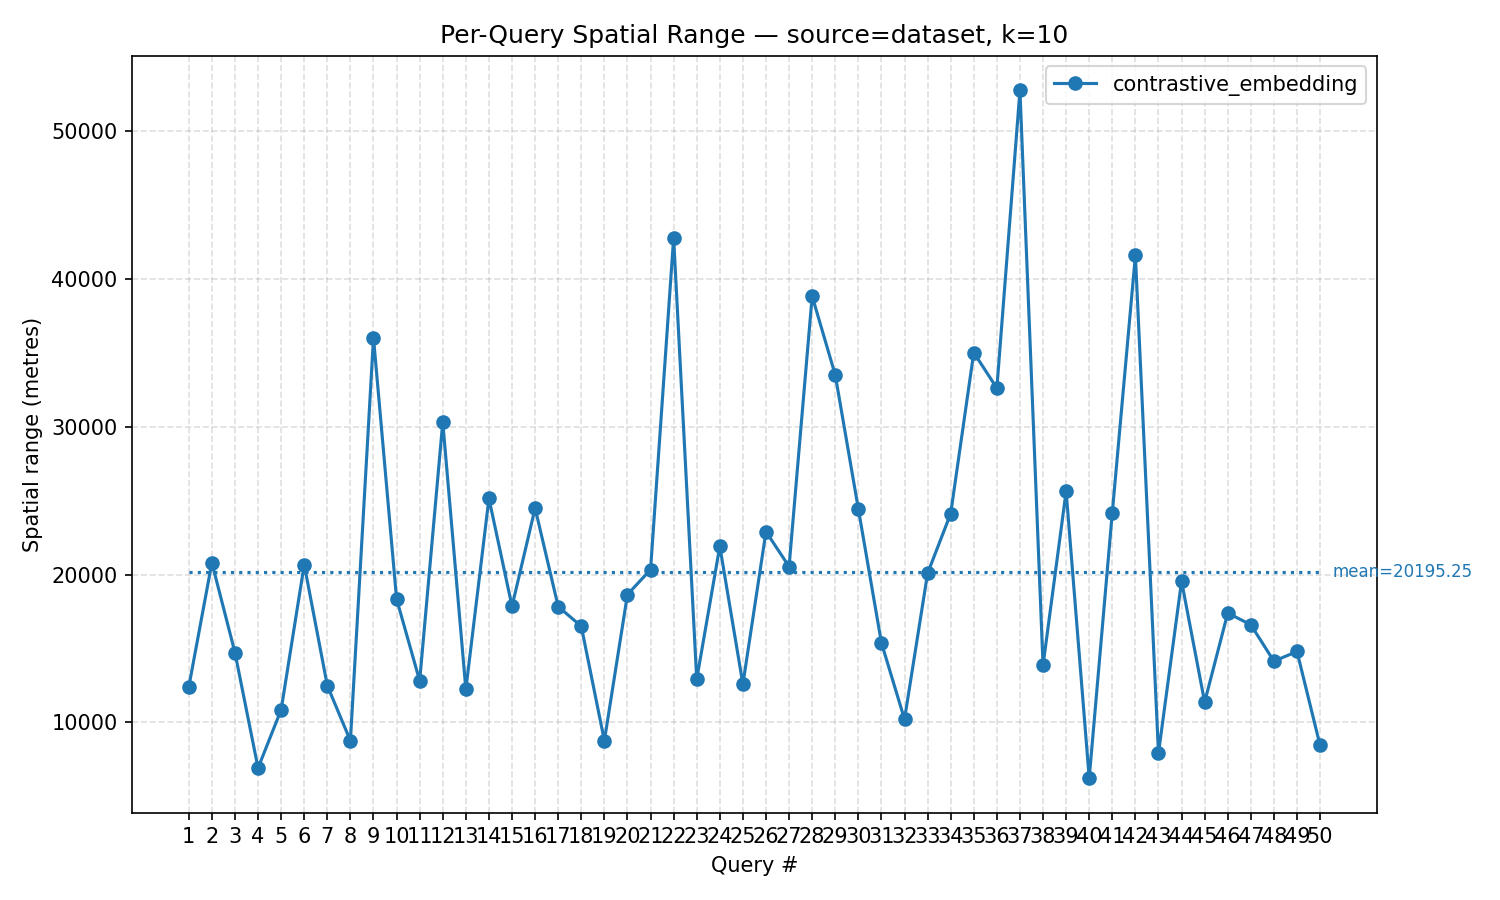 Per-Query Spatial Range — source=dataset, k=10
contrastive_embedding
Spatial range (metres)
50000
40000
30000
20000
10000
mean=20195.25
1 2 3 4 5 6 7 8 9 10 11 12 13 14 15 16 17 18 19 20 21 22 23 24 25 26 27 28 29 30 31 32 33 34 35 36 37 38 39 40 41 42 43 44 45 46 47 48 49 50
Query #